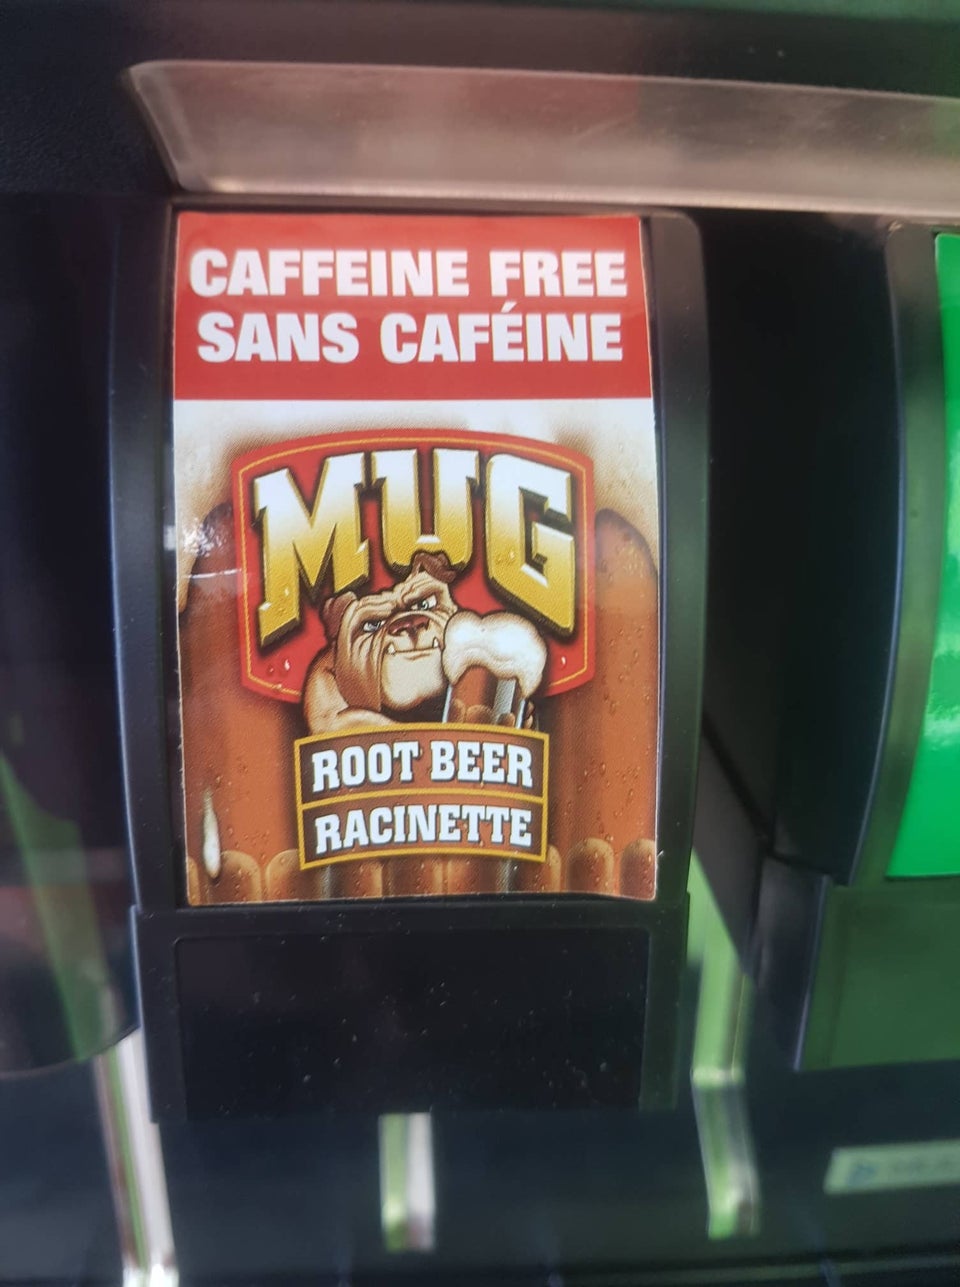 CAFFEINE FREE
SANS CAFÉINE
MUG
ROOT BEER
RACINETTE